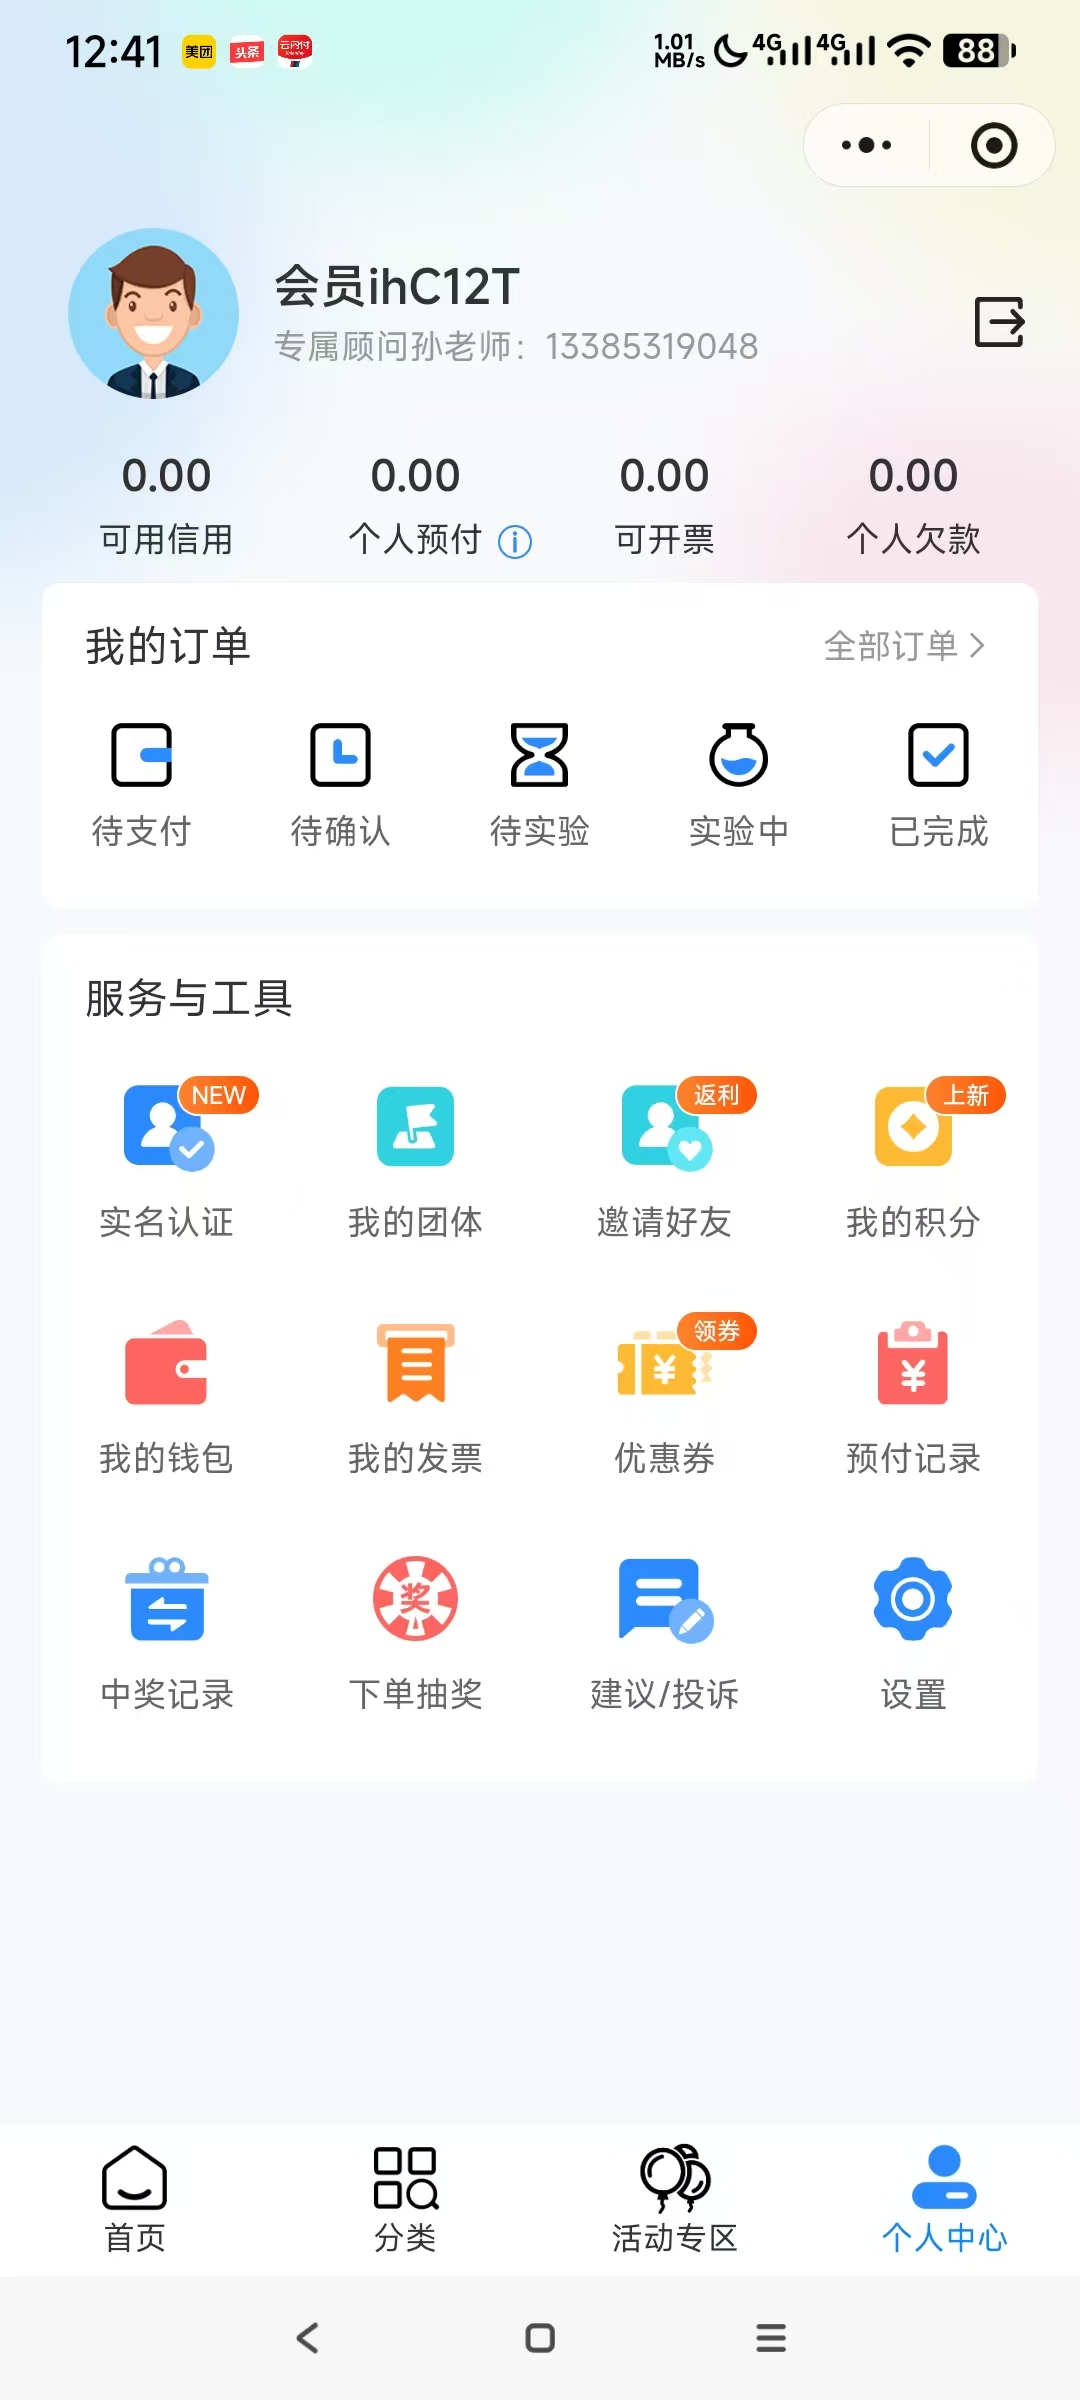 12:41 美团 头条 云闪付 1.01 MB/s 4G 4G 88
会员ihC12T
专属顾问孙老师：13385319048
0.00 0.00 0.00 0.00
可用信用 个人预付 可开票 个人欠款
我的订单 全部订单
待支付 待确认 待实验 实验中 已完成
服务与工具
NEW 返利 上新
实名认证 我的团体 邀请好友 我的积分
领券
我的钱包 我的发票 优惠券 预付记录
奖
中奖记录 下单抽奖 建议/投诉 设置
首页 分类 活动专区 个人中心